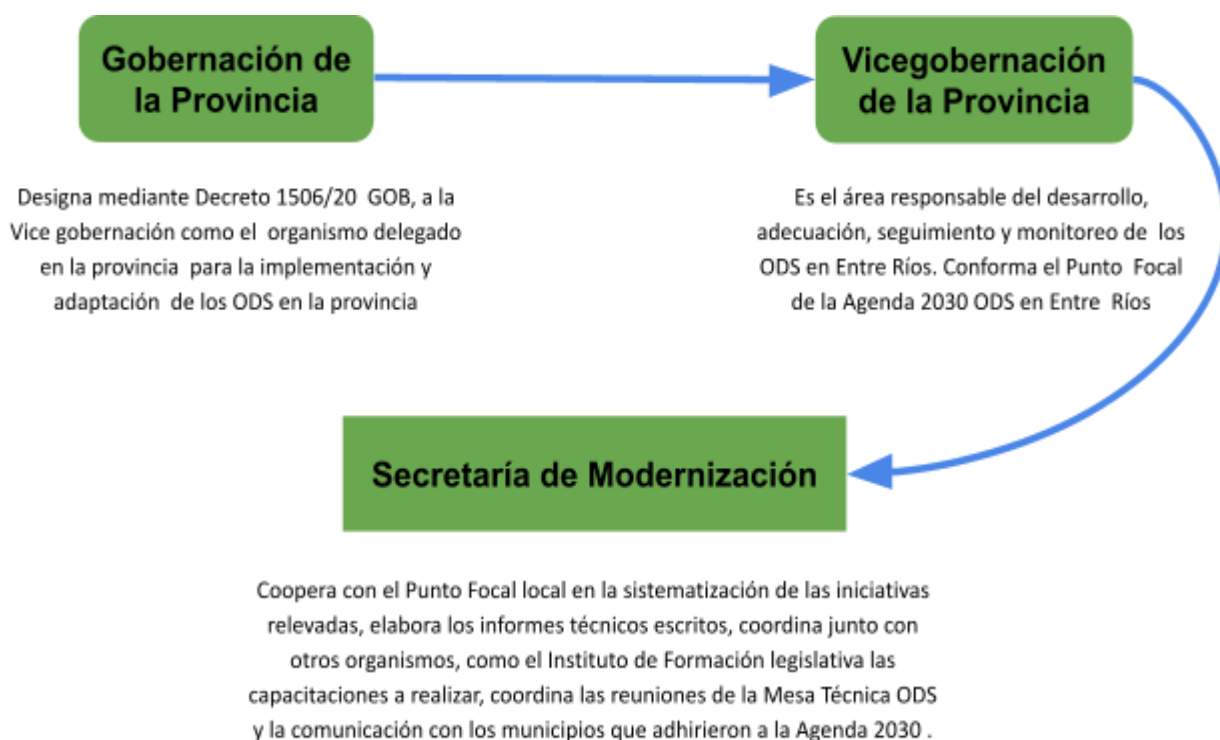 Gobernación de
la Provincia
Vicegobernación
de la Provincia
Designa mediante Decreto 1506/20 GOB, a la
Vice gobernación como el organismo delegado
en la provincia para la implementación y
adaptación de los ODS en la provincia
Es el área responsable del desarrollo,
adecuación, seguimiento y monitoreo de los
ODS en Entre Ríos. Conforma el Punto Focal
de la Agenda 2030 ODS en Entre Ríos
Secretaría de Modernización
Coopera con el Punto Focal local en la sistematización de las iniciativas
relevadas, elabora los informes técnicos escritos, coordina junto con
otros organismos, como el Instituto de Formación legislativa las
capacitaciones a realizar, coordina las reuniones de la Mesa Técnica ODS
y la comunicación con los municipios que adhirieron a la Agenda 2030 .